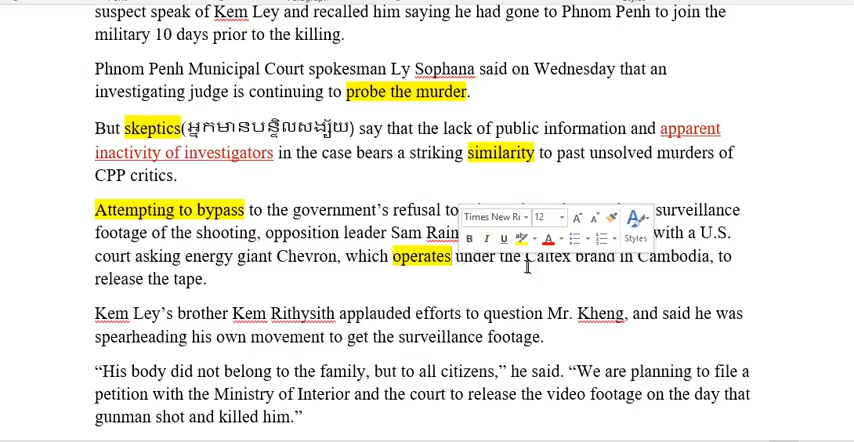 suspect speak of Kem Ley and recalled him saying he had gone to Phnom Penh to join the
military 10 days prior to the killing.
Phnom Penh Municipal Court spokesman Ly Sophana said on Wednesday that an
investigating judge is continuing to probe the murder.
But skeptics(អ្នកមានបន្ទិលសង្ស័យ) say that the lack of public information and apparent
inactivity of investigators in the case bears a striking similarity to past unsolved murders of
CPP critics.
Attempting to bypass to the government’s refusal to surveillance
footage of the shooting, opposition leader Sam Rain with a U.S.
court asking energy giant Chevron, which operates under the Caltex brand in Cambodia, to
release the tape.
Times New R 12
B I U A Styles
Kem Ley’s brother Kem Rithysith applauded efforts to question Mr. Kheng, and said he was
spearheading his own movement to get the surveillance footage.
“His body did not belong to the family, but to all citizens,” he said. “We are planning to file a
petition with the Ministry of Interior and the court to release the video footage on the day that
gunman shot and killed him.”